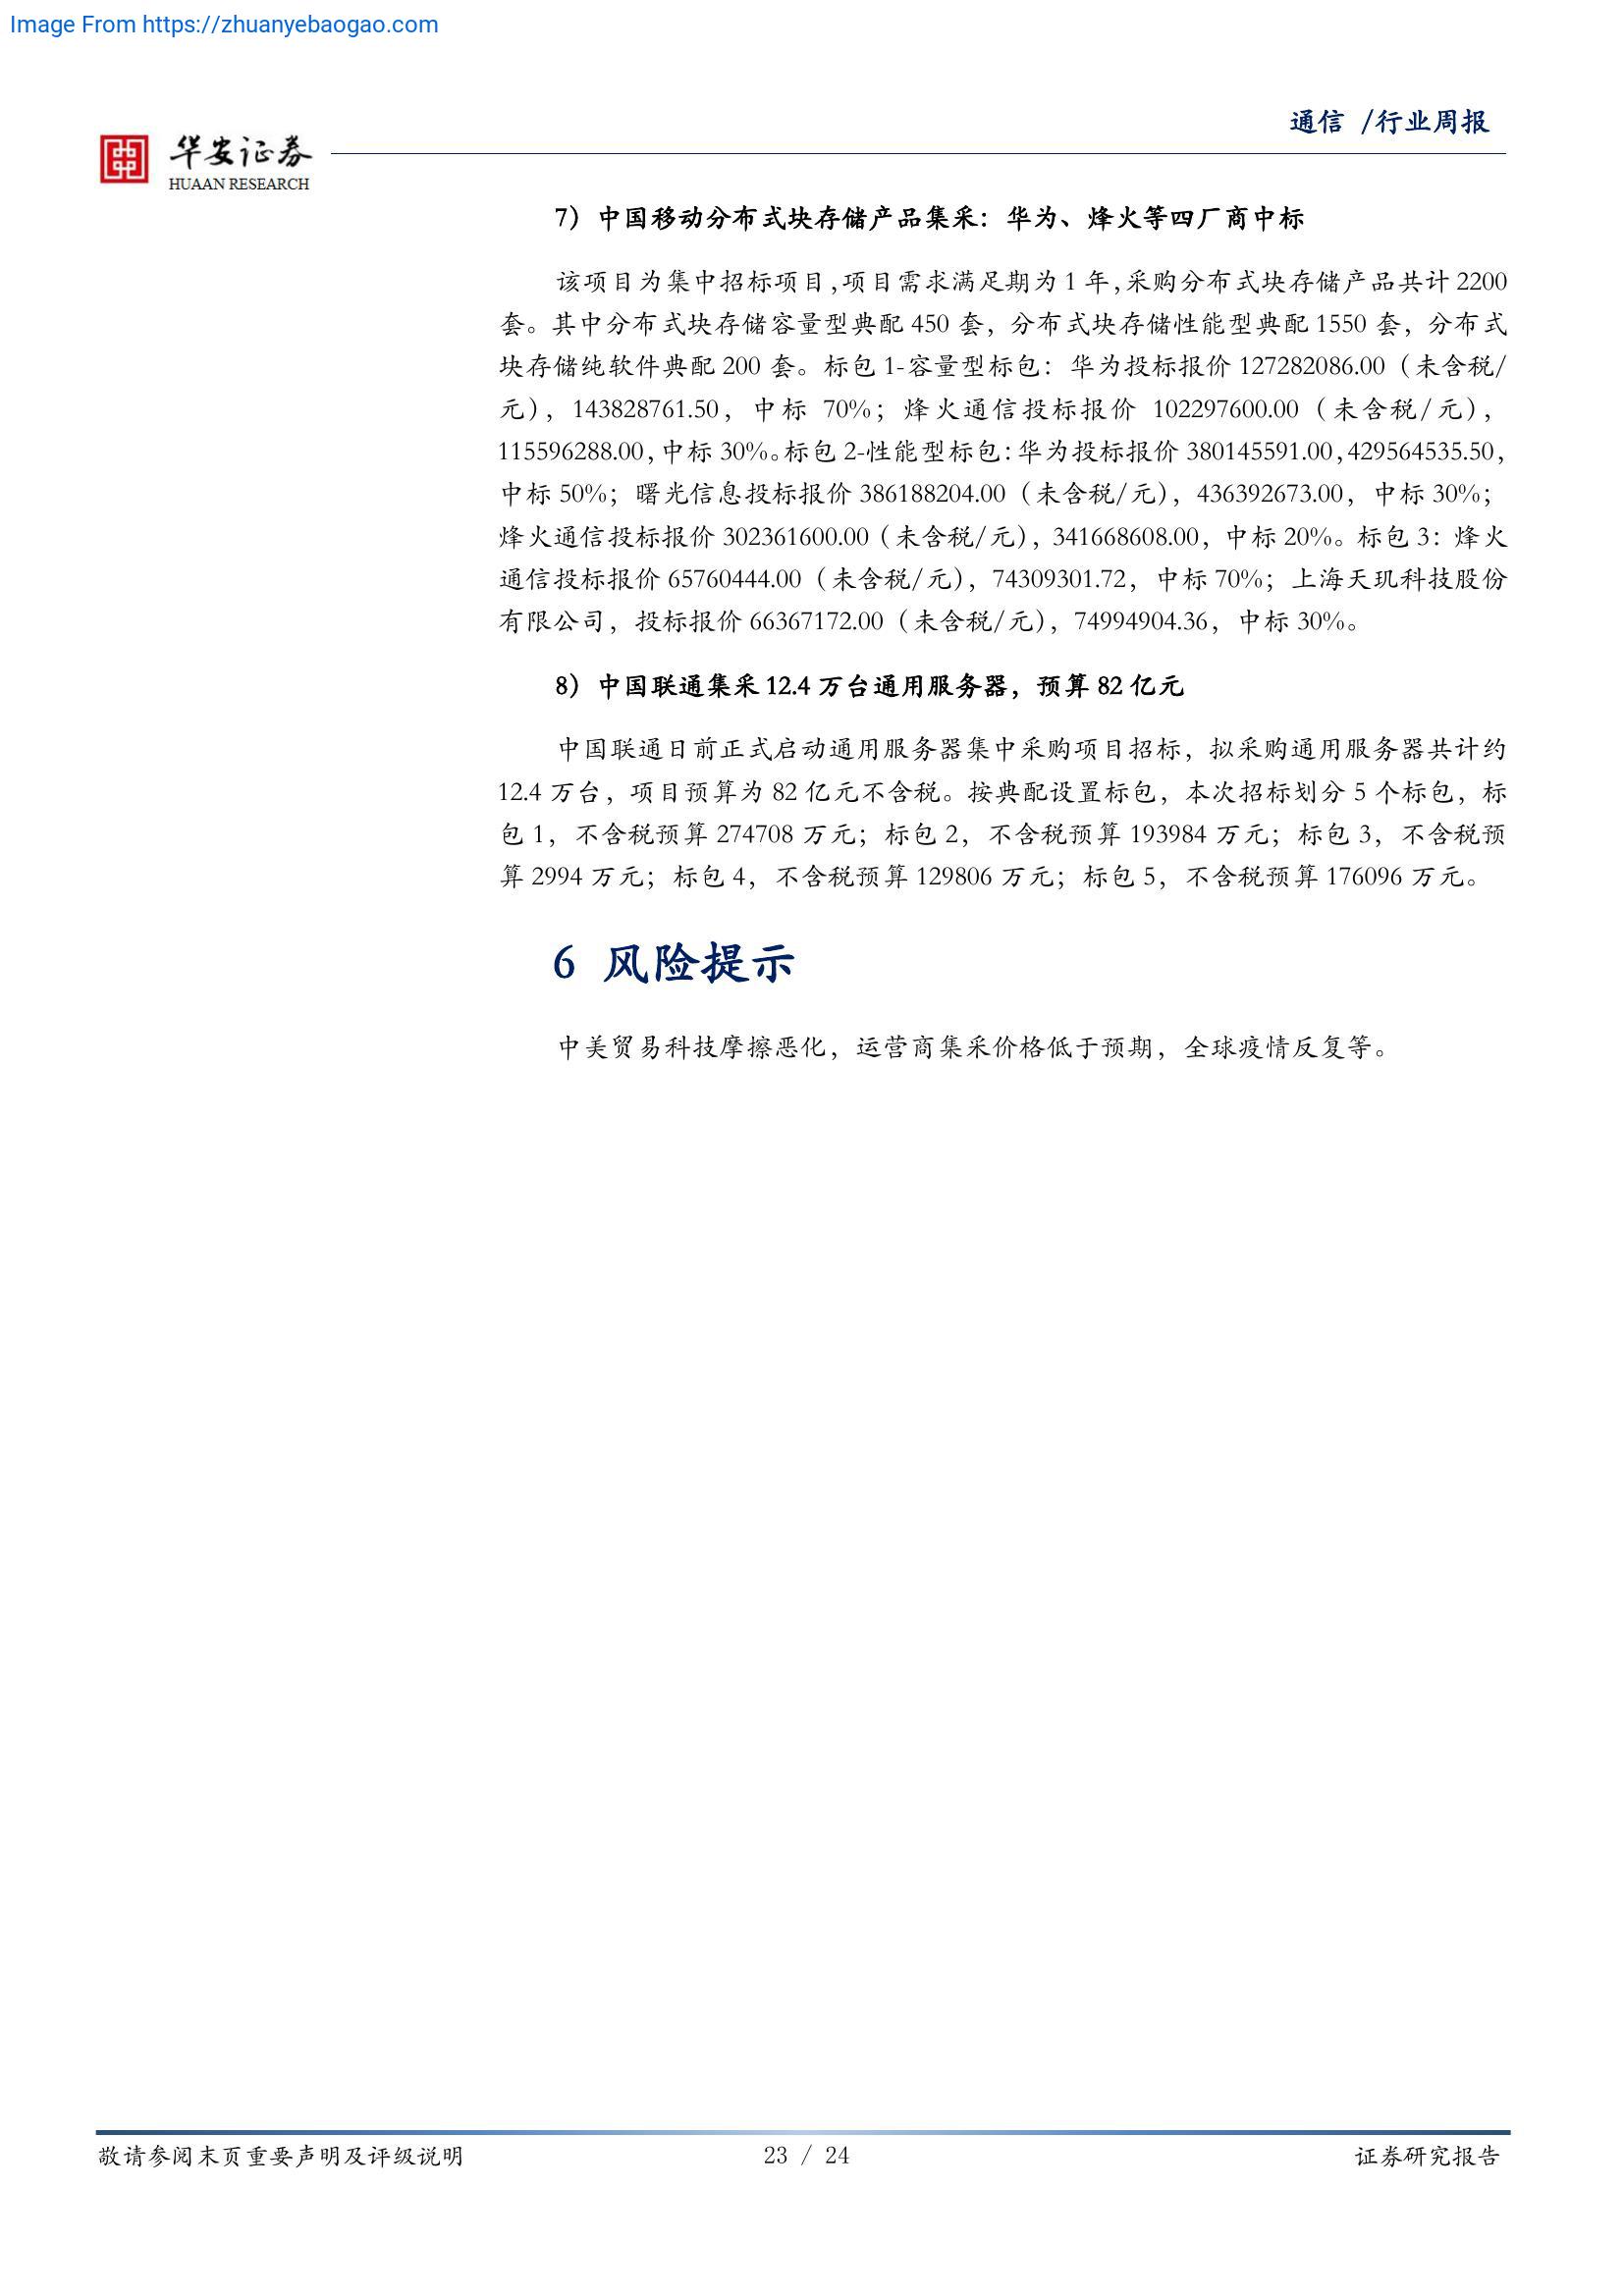 Image From https://zhuanyebaogao.com
通信 /行业周报
华安证券
HUAAN RESEARCH
7）中国移动分布式块存储产品集采：华为、烽火等四厂商中标
该项目为集中招标项目，项目需求满足期为 1 年，采购分布式块存储产品共计 2200
套。其中分布式块存储容量型典配 450 套，分布式块存储性能型典配 1550 套，分布式
块存储纯软件典配 200 套。标包 1-容量型标包：华为投标报价 127282086.00（未含税/
元），143828761.50，中标 70%；烽火通信投标报价 102297600.00（未含税/元），
115596288.00，中标 30%。标包 2-性能型标包：华为投标报价 380145591.00，429564535.50，
中标 50%；曙光信息投标报价 386188204.00（未含税/元），436392673.00，中标 30%；
烽火通信投标报价 302361600.00（未含税/元），341668608.00，中标 20%。标包 3：烽火
通信投标报价 65760444.00（未含税/元），74309301.72，中标 70%；上海天玑科技股份
有限公司，投标报价 66367172.00（未含税/元），74994904.36，中标 30%。
8）中国联通集采 12.4 万台通用服务器，预算 82 亿元
中国联通日前正式启动通用服务器集中采购项目招标，拟采购通用服务器共计约
12.4 万台，项目预算为 82 亿元不含税。按典配设置标包，本次招标划分 5 个标包，标
包 1，不含税预算 274708 万元；标包 2，不含税预算 193984 万元；标包 3，不含税预
算 2994 万元；标包 4，不含税预算 129806 万元；标包 5，不含税预算 176096 万元。
6 风险提示
中美贸易科技摩擦恶化，运营商集采价格低于预期，全球疫情反复等。
敬请参阅末页重要声明及评级说明
23 / 24
证券研究报告